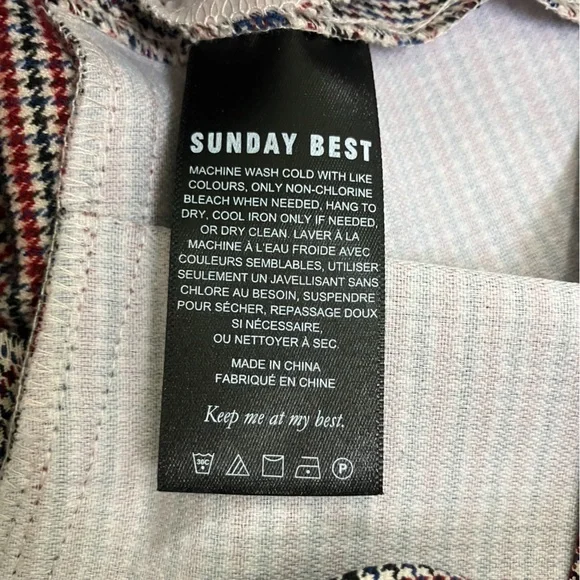 SUNDAY BEST
MACHINE WASH COLD WITH LIKE
COLOURS, ONLY NON-CHLORINE
BLEACH WHEN NEEDED, HANG TO
DRY. COOL IRON ONLY IF NEEDED,
OR DRY CLEAN. LAVER À LA
MACHINE À L'EAU FROIDE AVEC
COULEURS SEMBLABLES, UTILISER
SEULEMENT UN JAVELLISANT SANS
CHLORE AU BESOIN, SUSPENDRE
POUR SÉCHER, REPASSAGE DOUX
SI NÉCESSAIRE,
OU NETTOYER À SEC.
MADE IN CHINA
FABRIQUÉ EN CHINE
Keep me at my best.
30C P